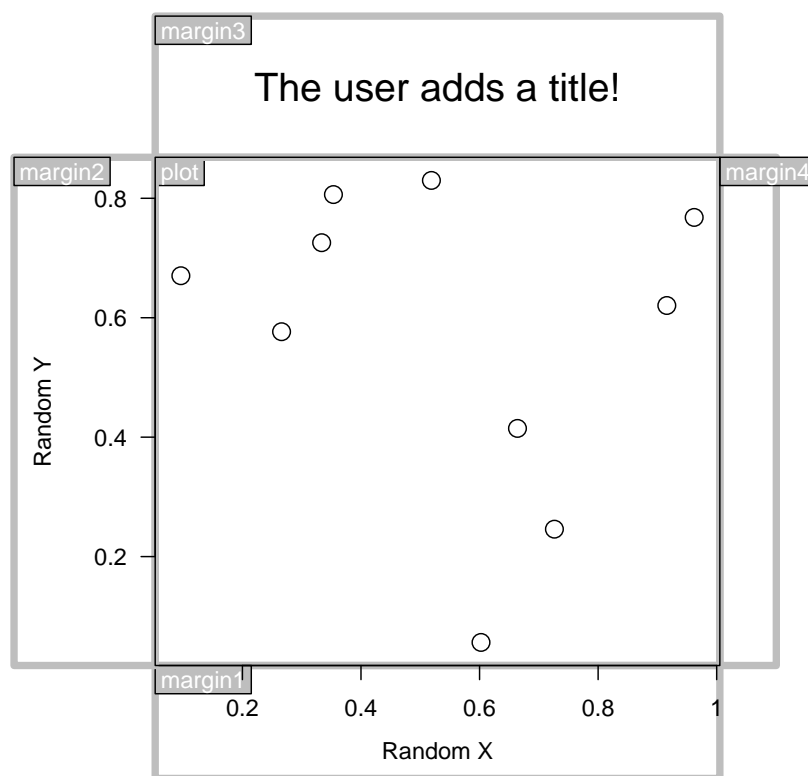 margin3
The user adds a title!
margin2
plot
margin4
0.8
0.6
0.4
0.2
Random Y
margin1
0.2 0.4 0.6 0.8 1
Random X